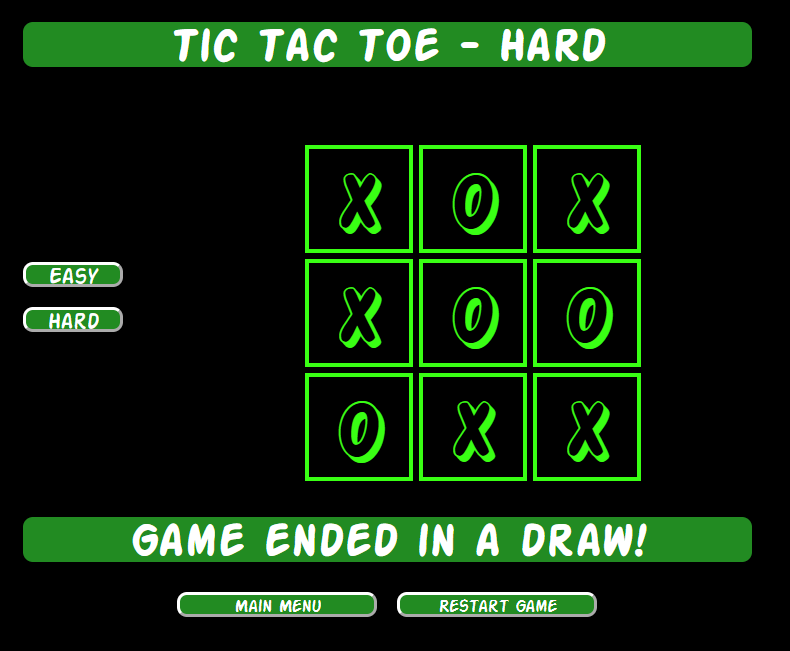 TIC TAC TOE - HARD
X O X
EASY
X O O
HARD
O X X
GAME ENDED IN A DRAW!
MAIN MENU RESTART GAME